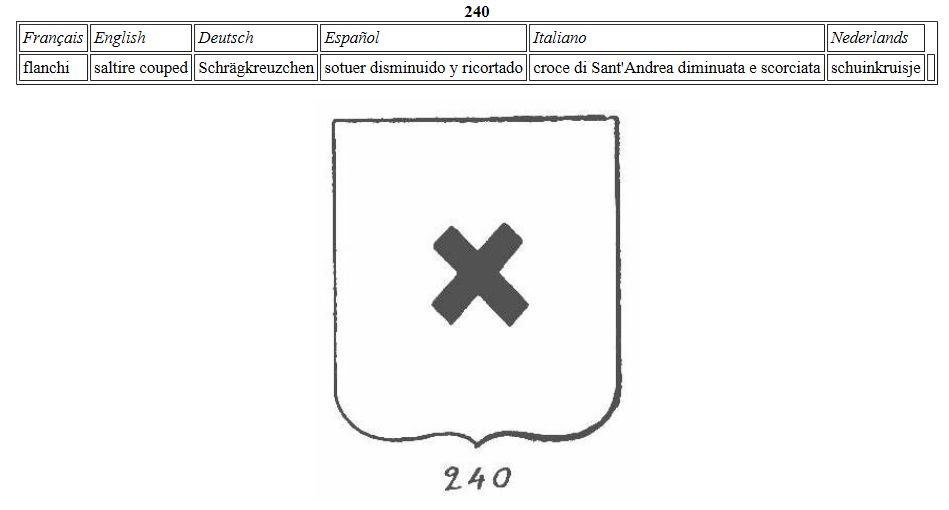 240
Français English Deutsch Español Italiano Nederlands
flanchi saltire couped Schrägkreuzchen sotuer disminuido y ricortado croce di Sant'Andrea diminuata e scorciata schuinkruisje
240